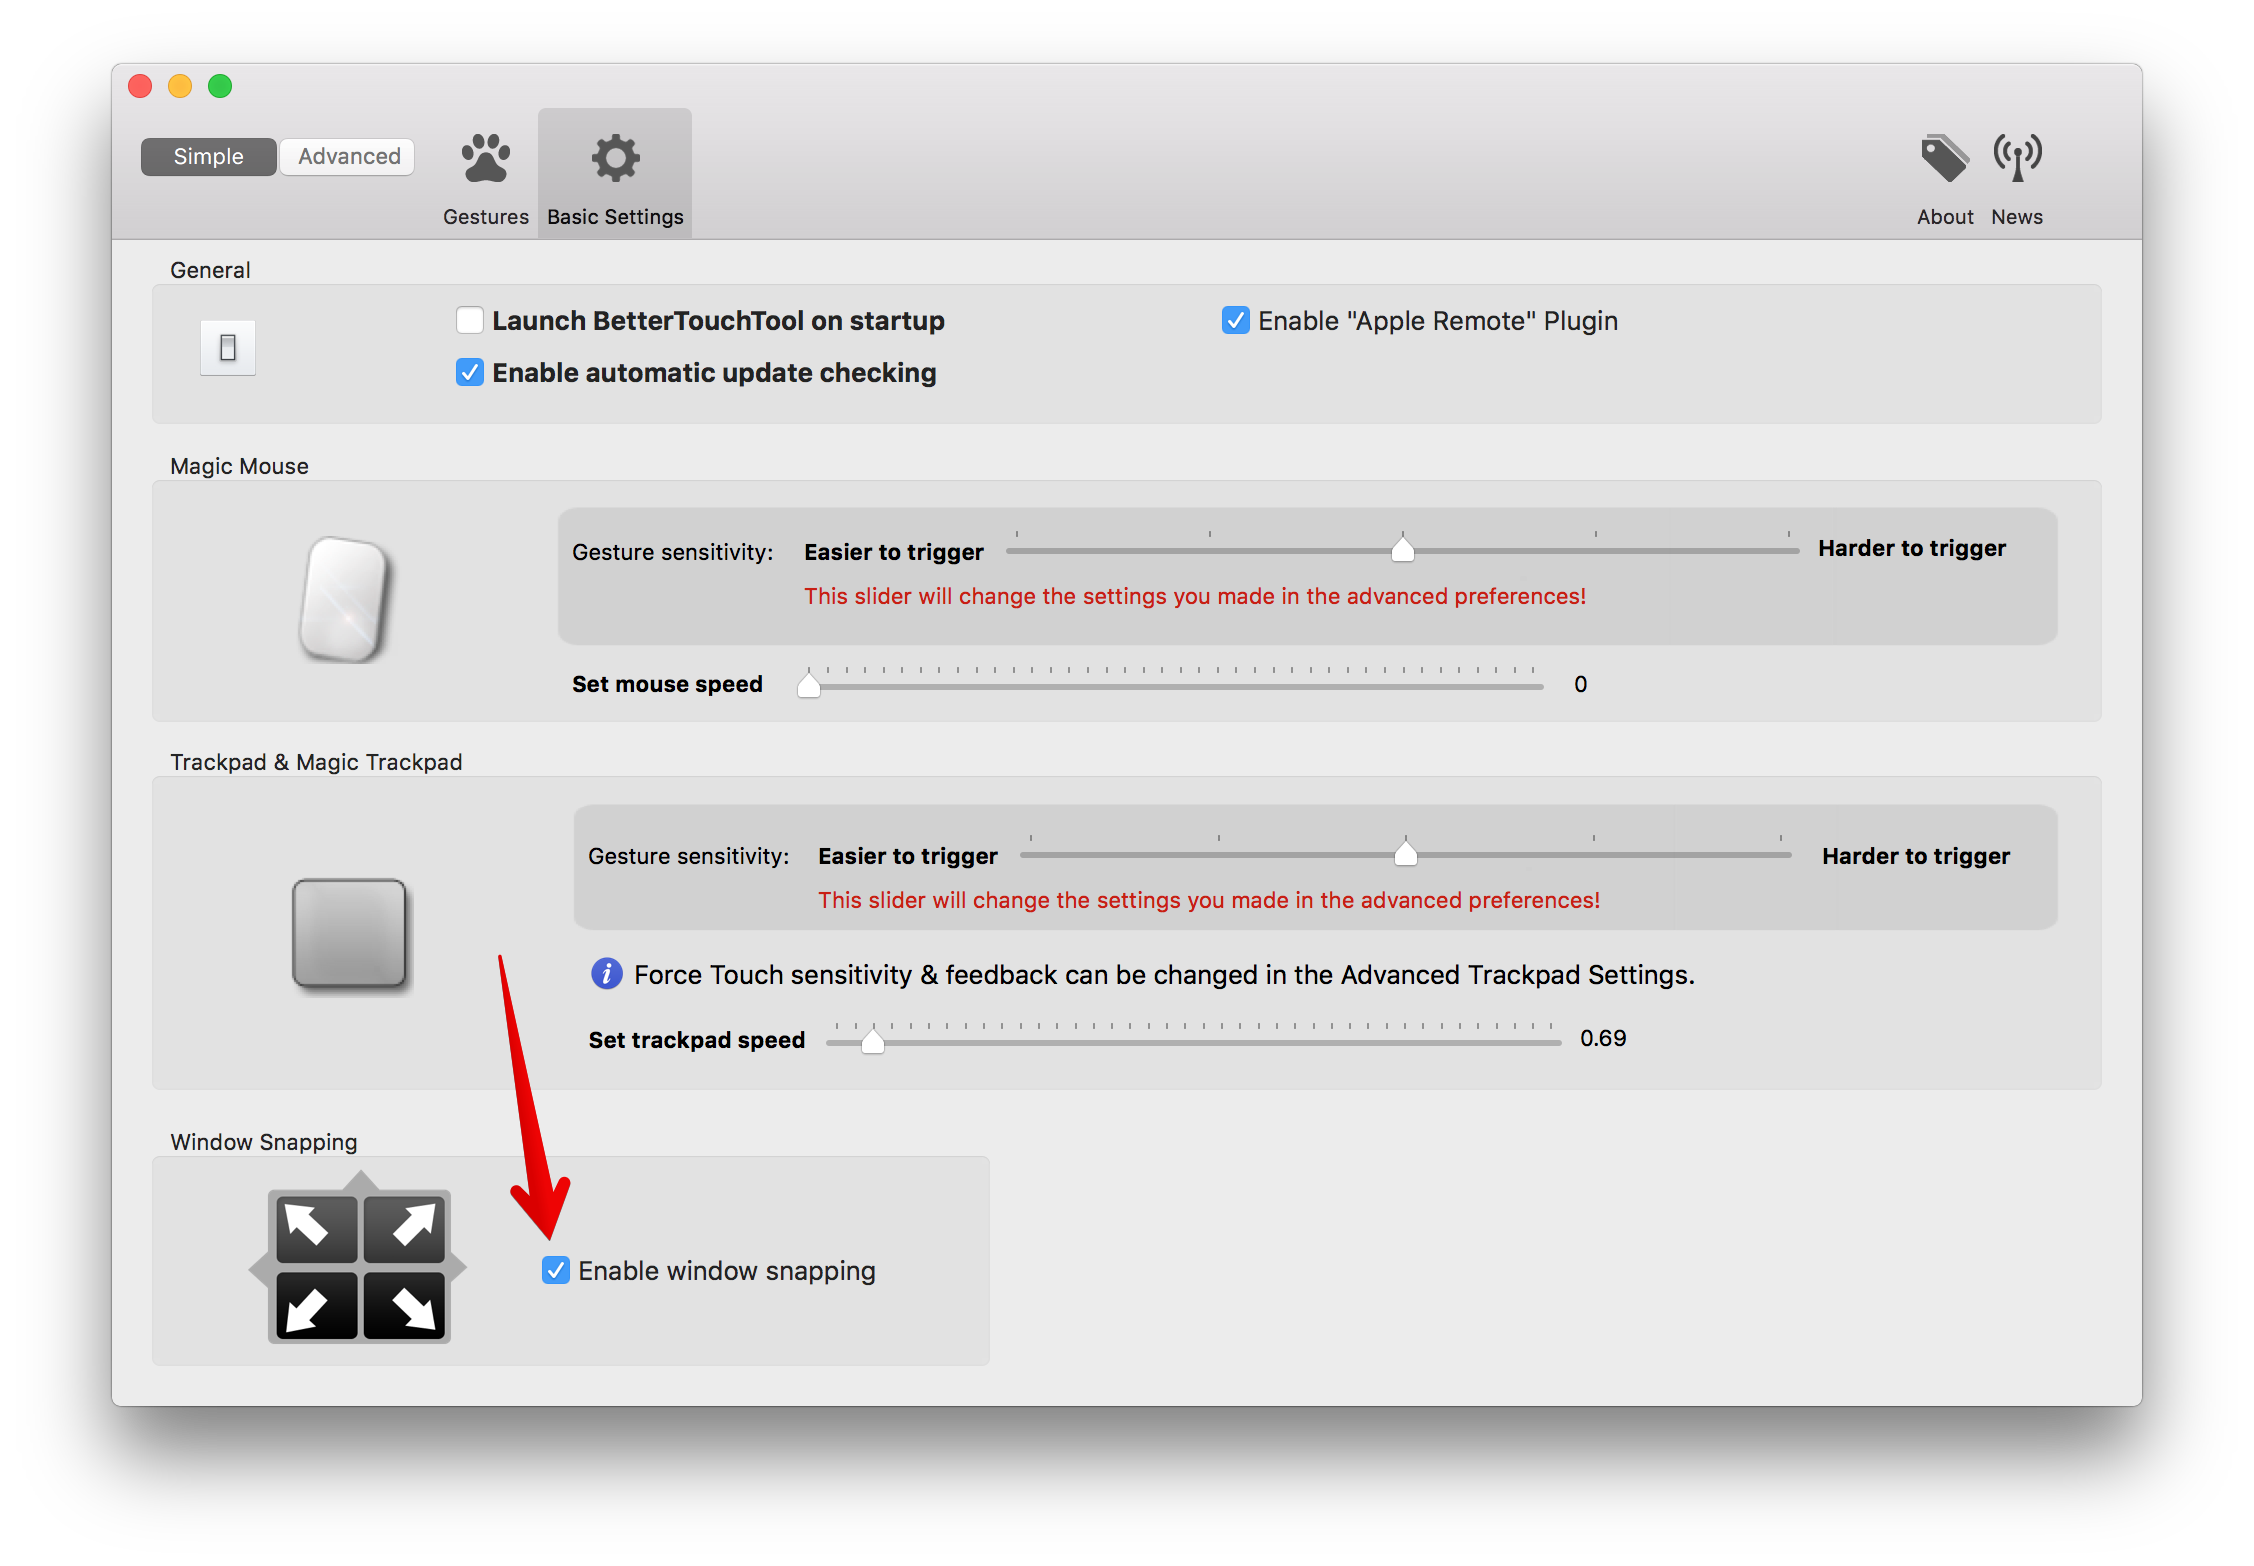 Simple
Advanced
Gestures
Basic Settings
About
News
General
Launch BetterTouchTool on startup
Enable "Apple Remote" Plugin
Enable automatic update checking
Magic Mouse
Gesture sensitivity:
Easier to trigger
Harder to trigger
This slider will change the settings you made in the advanced preferences!
Set mouse speed
0
Trackpad & Magic Trackpad
Gesture sensitivity:
Easier to trigger
Harder to trigger
This slider will change the settings you made in the advanced preferences!
i
Force Touch sensitivity & feedback can be changed in the Advanced Trackpad Settings.
Set trackpad speed
0.69
Window Snapping
Enable window snapping